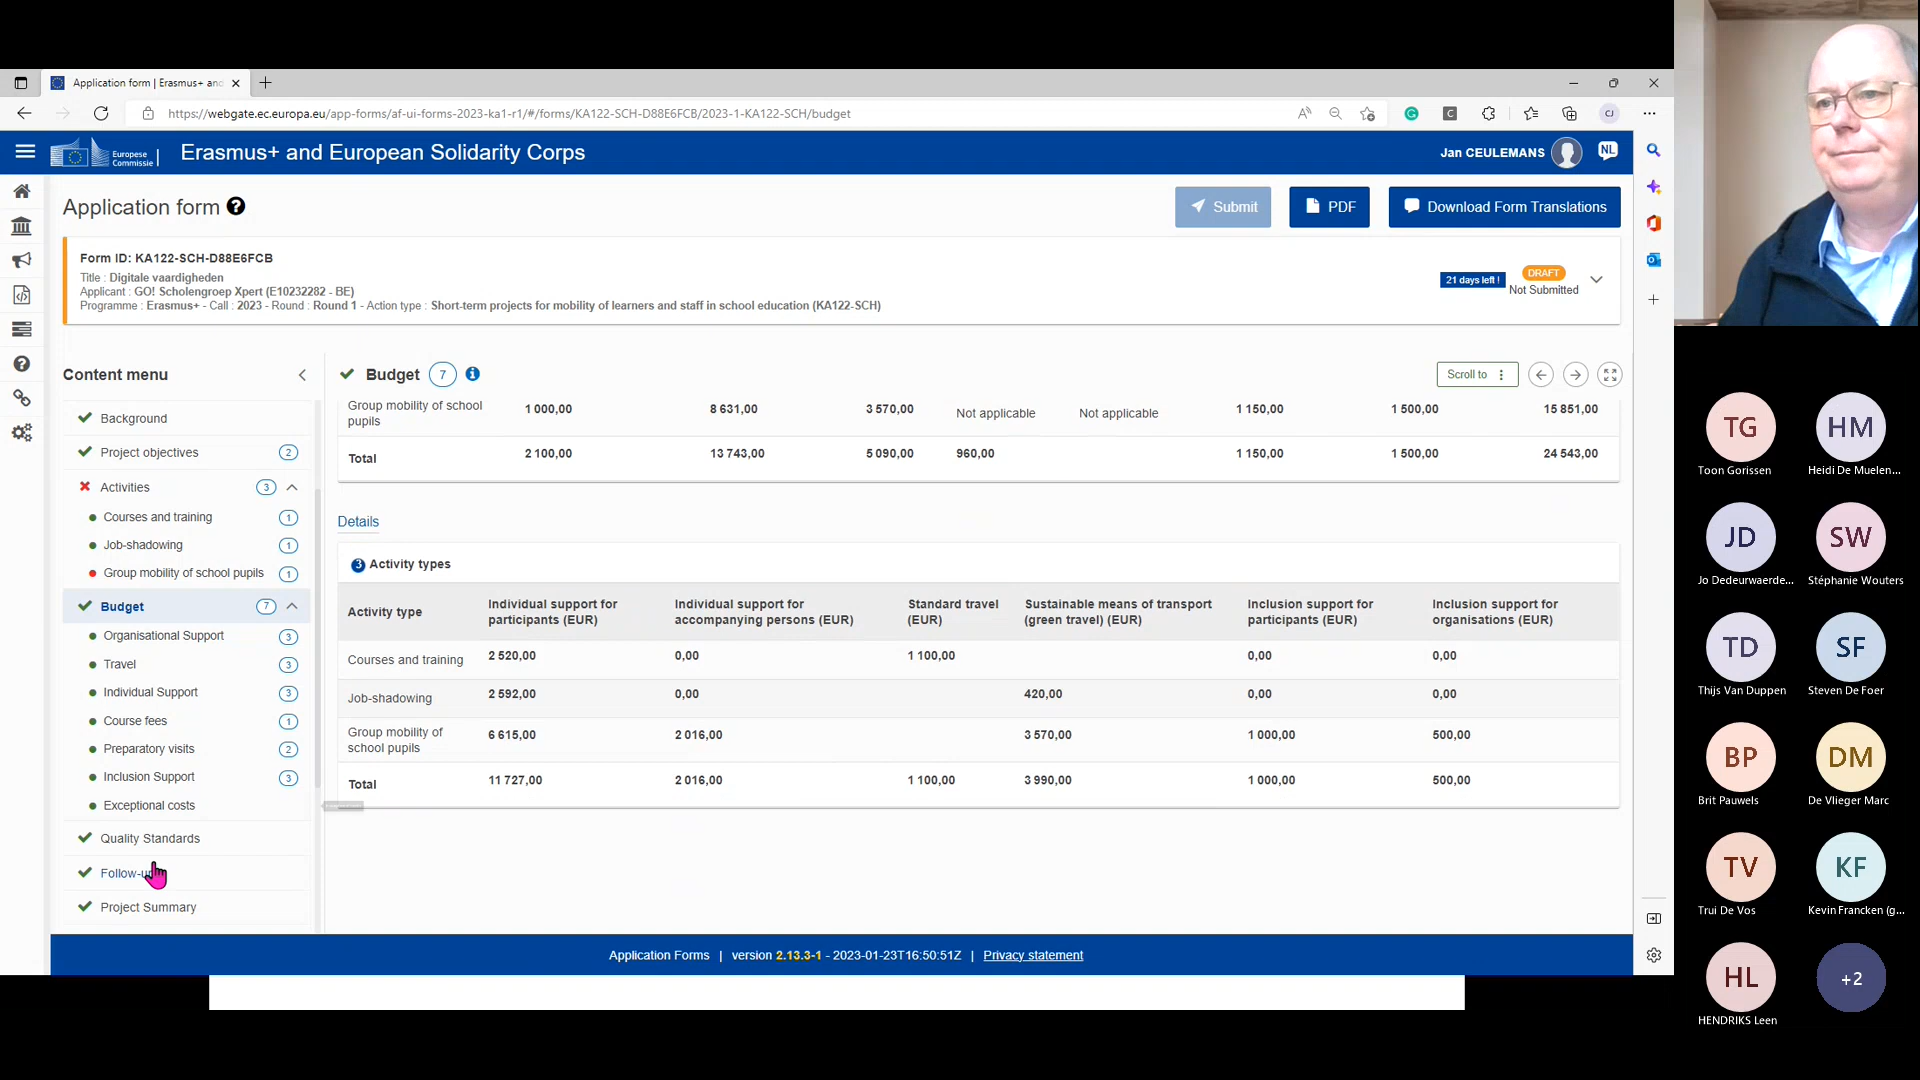 Application form | Erasmus+ and
https://webgate.ec.europa.eu/app-forms/af-ui-forms-2023-ka1-r1/#/forms/KA122-SCH-D88E6FCB/2023-1-KA122-SCH/budget
CJ
Europese
Commissie
Erasmus+ and European Solidarity Corps
Jan CEULEMANS
NL
Application form
Submit
PDF
Download Form Translations
Form ID: KA122-SCH-D88E6FCB
Title : Digitale vaardigheden
Applicant : GO! Scholengroep Xpert (E10232282 - BE)
Programme : Erasmus+ - Call : 2023 - Round : Round 1 - Action type : Short-term projects for mobility of learners and staff in school education (KA122-SCH)
21 days left !
DRAFT
Not Submitted
Content menu
Background
Project objectives 2
Activities 3
Courses and training 1
Job-shadowing 1
Group mobility of school pupils 1
Budget 7
Organisational Support 3
Travel 3
Individual Support 3
Course fees 1
Preparatory visits 2
Inclusion Support 3
Exceptional costs
Quality Standards
Follow-u
Project Summary
Budget 7
Scroll to
Group mobility of school pupils 1 000,00 8 631,00 3 570,00 Not applicable Not applicable 1 150,00 1 500,00 15 851,00
Total 2 100,00 13 743,00 5 090,00 960,00 1 150,00 1 500,00 24 543,00
Details
3 Activity types
Activity type
Individual support for participants (EUR)
Individual support for accompanying persons (EUR)
Standard travel (EUR)
Sustainable means of transport (green travel) (EUR)
Inclusion support for participants (EUR)
Inclusion support for organisations (EUR)
Courses and training 2 520,00 0,00 1 100,00 0,00 0,00
Job-shadowing 2 592,00 0,00 420,00 0,00 0,00
Group mobility of school pupils 6 615,00 2 016,00 3 570,00 1 000,00 500,00
Total 11 727,00 2 016,00 1 100,00 3 990,00 1 000,00 500,00
Application Forms | version 2.13.3-1 - 2023-01-23T16:50:51Z | Privacy statement
TG
Toon Gorissen
HM
Heidi De Muelen...
JD
Jo Dedeurwaerde...
SW
Stéphanie Wouters
TD
Thijs Van Duppen
SF
Steven De Foer
BP
Brit Pauwels
DM
De Vlieger Marc
TV
Trui De Vos
KF
Kevin Francken (g...
HL
HENDRIKS Leen
+2